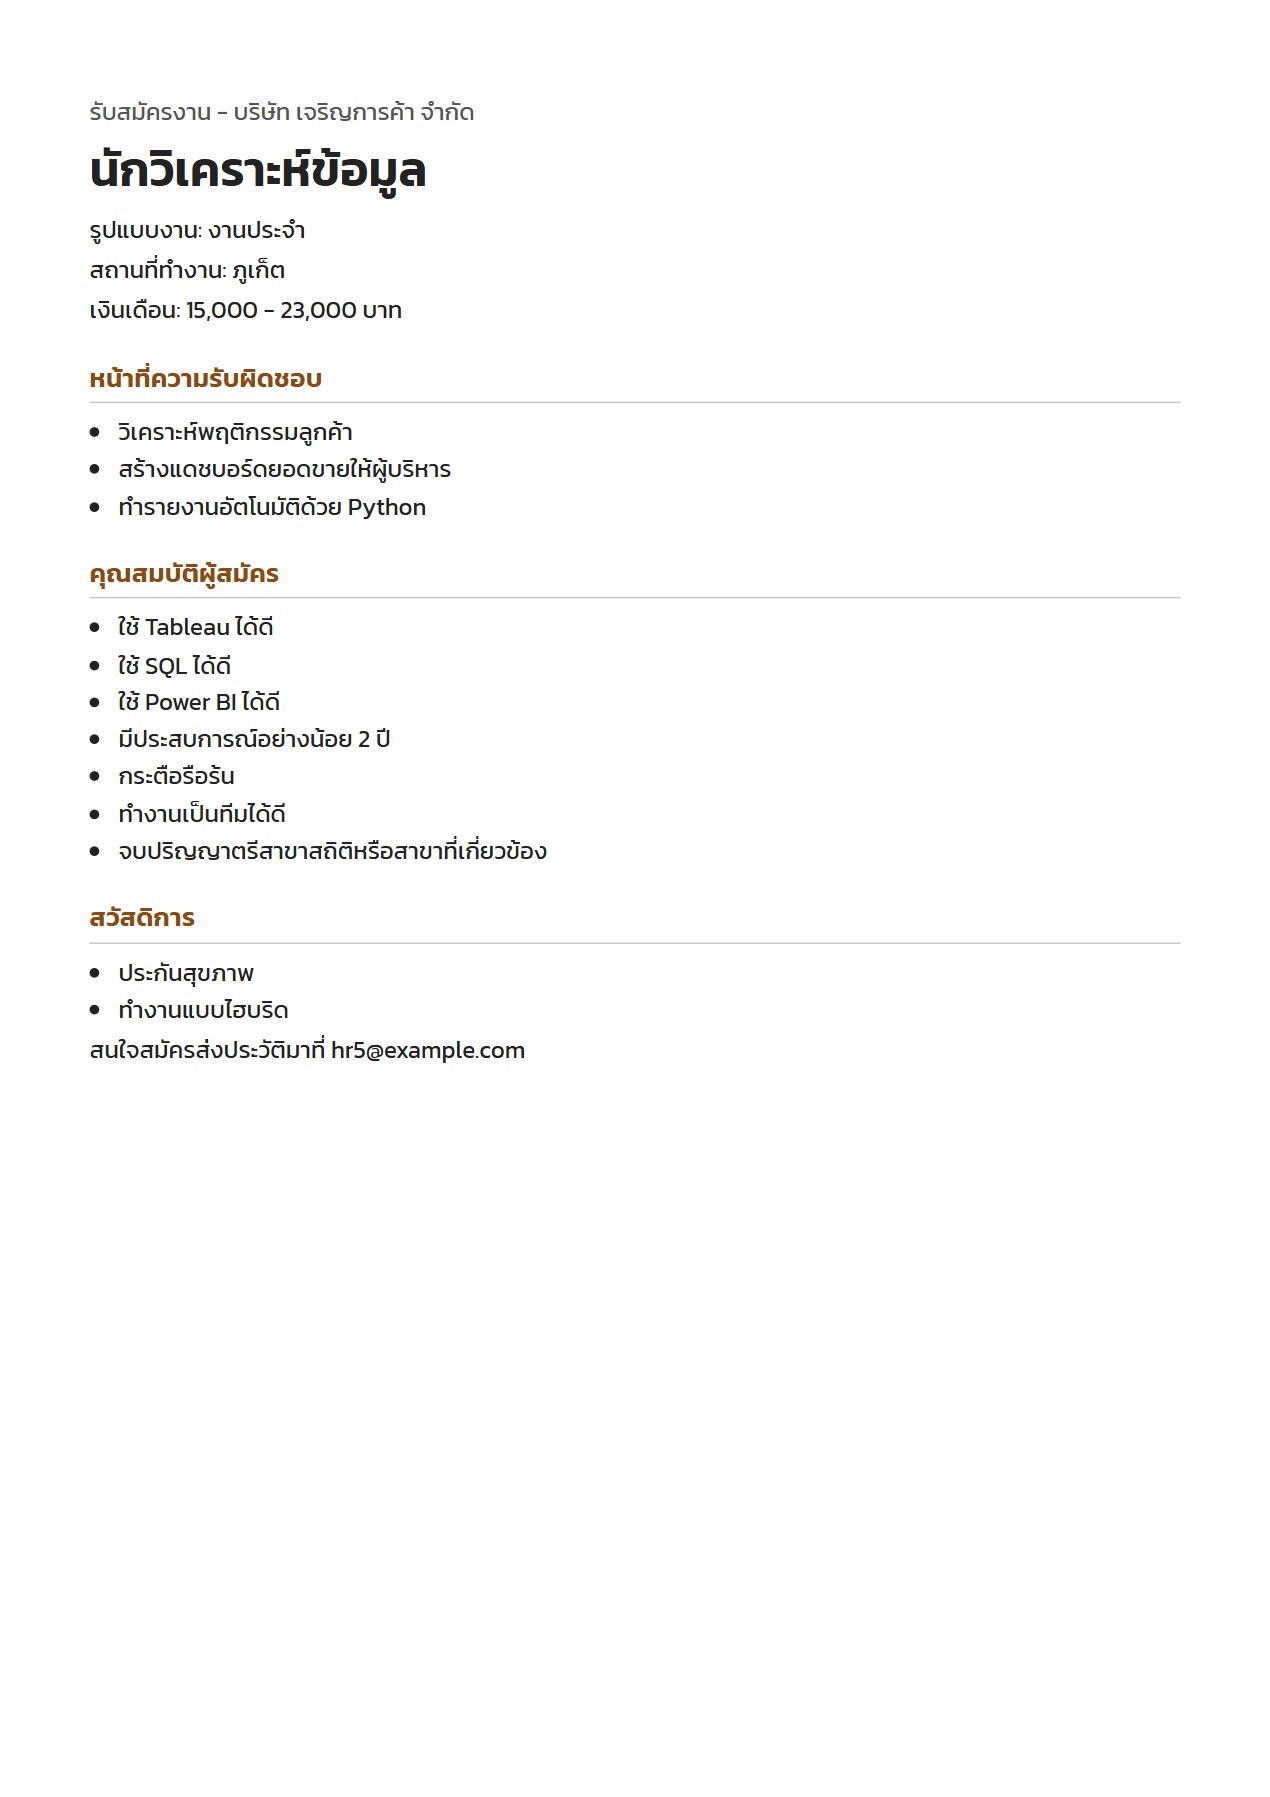 รับสมัครงาน – บริษัท เจริญการค้า จำกัด
นักวิเคราะห์ข้อมูล
รูปแบบงาน: งานประจำ
สถานที่ทำงาน: ภูเก็ต
เงินเดือน: 15,000 – 23,000 บาท
หน้าที่ความรับผิดชอบ
• วิเคราะห์พฤติกรรมลูกค้า
• สร้างแดชบอร์ดยอดขายให้ผู้บริหาร
• ทำรายงานอัตโนมัติด้วย Python
คุณสมบัติผู้สมัคร
• ใช้ Tableau ได้ดี
• ใช้ SQL ได้ดี
• ใช้ Power BI ได้ดี
• มีประสบการณ์อย่างน้อย 2 ปี
• กระตือรือร้น
• ทำงานเป็นทีมได้ดี
• จบปริญญาตรีสาขาสถิติหรือสาขาที่เกี่ยวข้อง
สวัสดิการ
• ประกันสุขภาพ
• ทำงานแบบไฮบริด
สนใจสมัครส่งประวัติมาที่ hr5@example.com